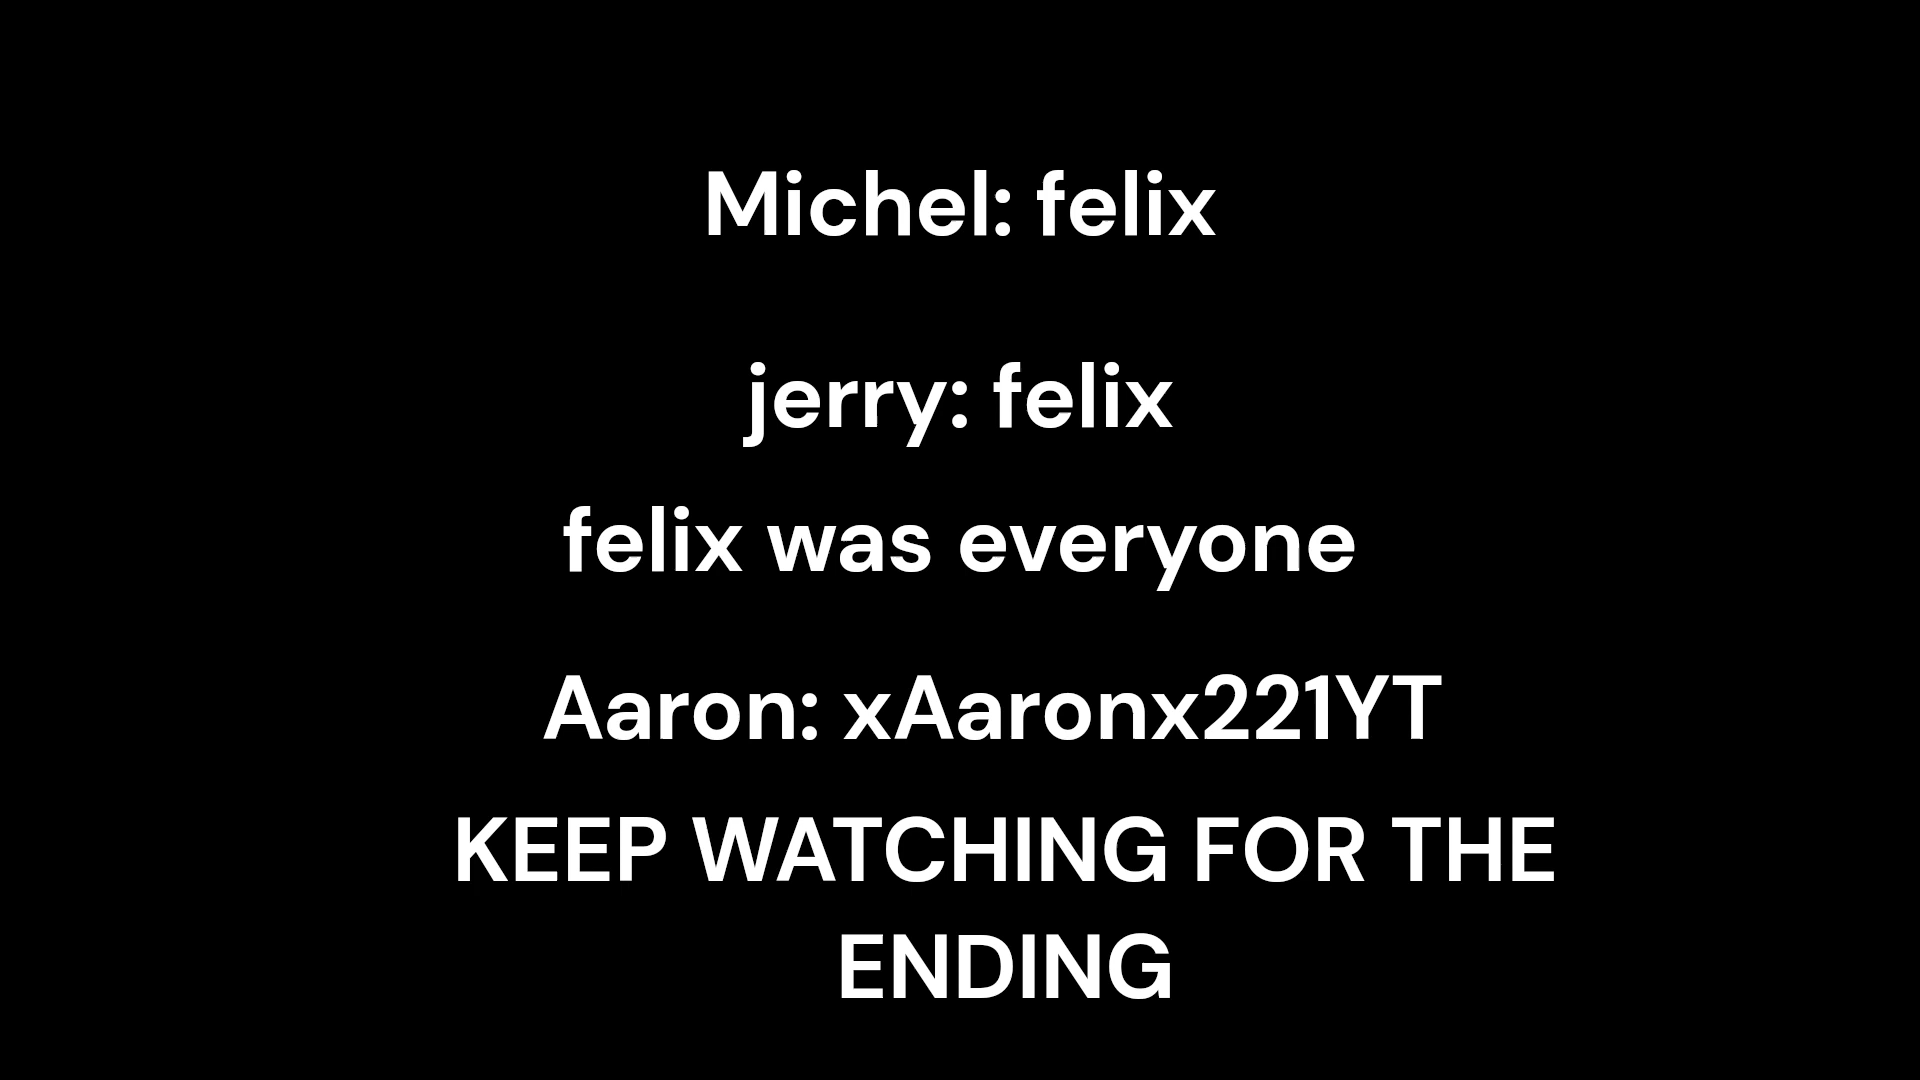 Michel: felix
jerry: felix
felix was everyone
Aaron: xAaronx221YT
KEEP WATCHING FOR THE
ENDING